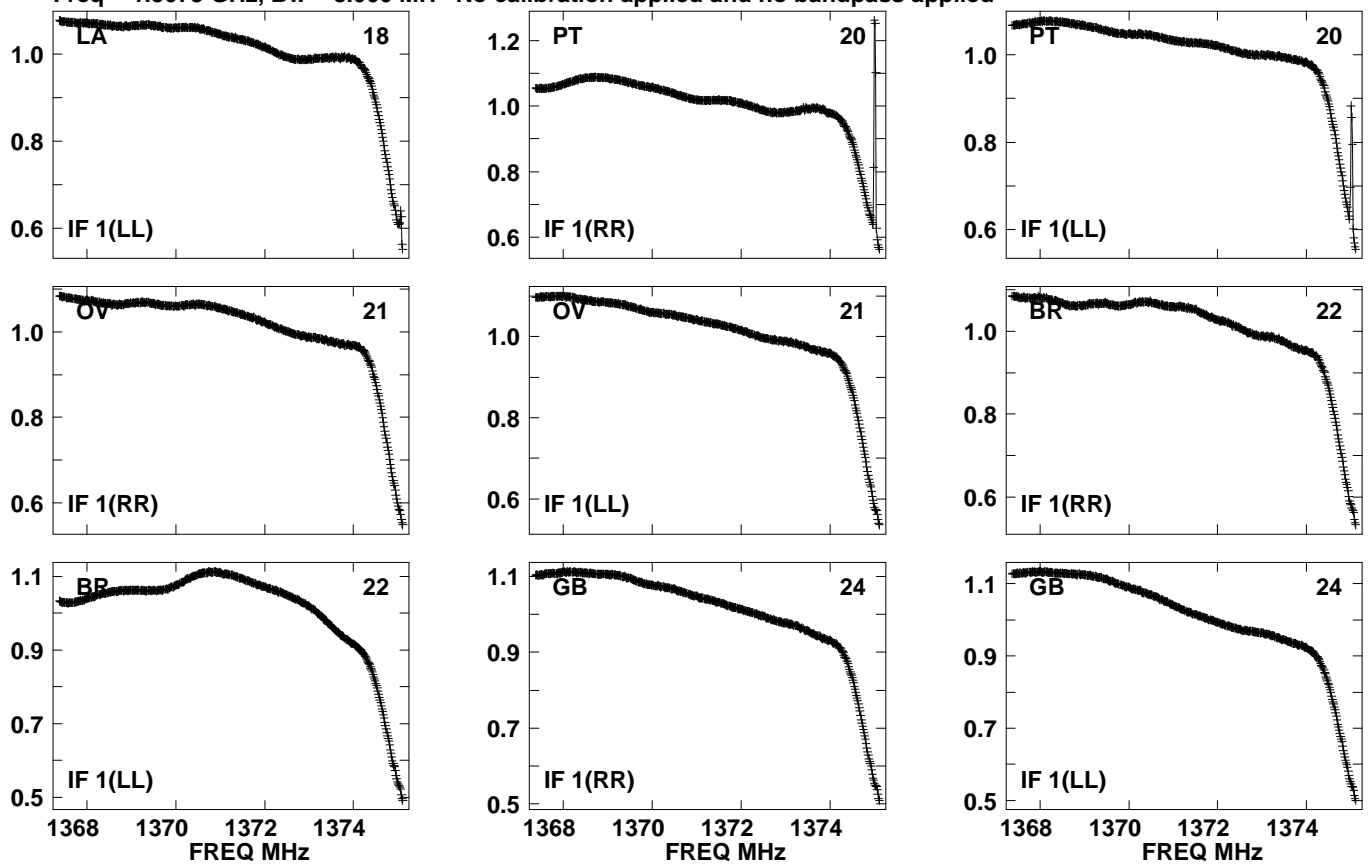 No calibration applied and no bandpass applied
LA 18
1.0
0.8
0.6
IF 1(LL)
PT 20
1.2
1.0
0.8
0.6
IF 1(RR)
PT 20
1.0
0.8
0.6
IF 1(LL)
OV 21
1.0
0.8
0.6
IF 1(RR)
OV 21
1.0
0.8
0.6
IF 1(LL)
BR 22
1.0
0.8
0.6
IF 1(RR)
BR 22
1.1
0.9
0.7
0.5
IF 1(LL)
1368 1370 1372 1374
FREQ MHz
GB 24
1.1
0.9
0.7
0.5
IF 1(RR)
1368 1370 1372 1374
FREQ MHz
GB 24
1.1
0.9
0.7
0.5
IF 1(LL)
1368 1370 1372 1374
FREQ MHz